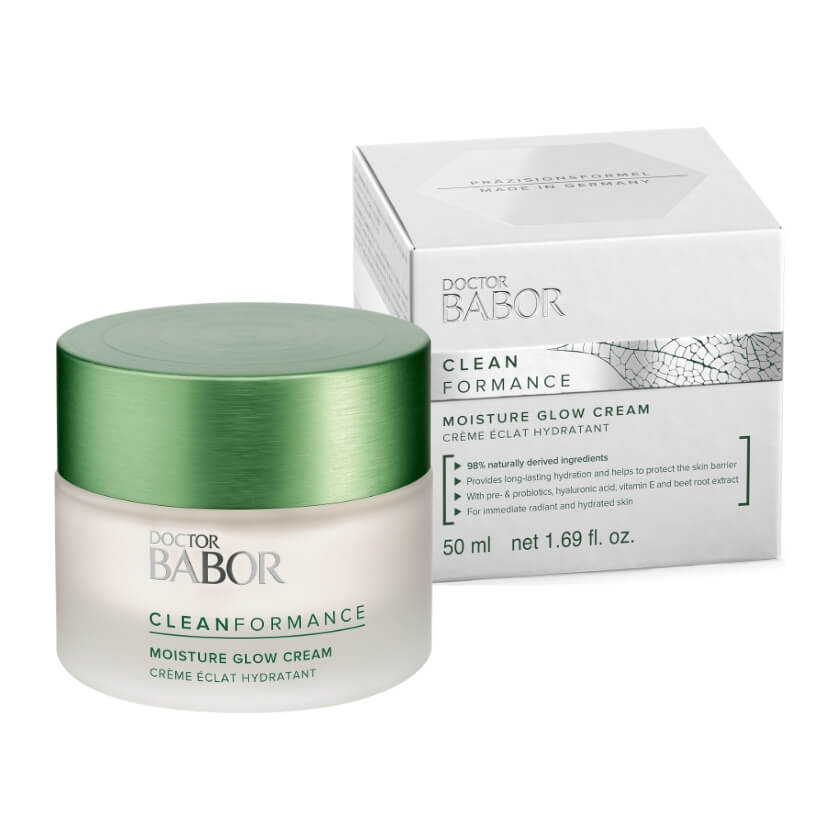 DOCTOR
BABOR
CLEANFORMANCE
MOISTURE GLOW CREAM
CRÈME ÉCLAT HYDRATANT
PRÄZISIONSFORMEL
MADE IN GERMANY
DOCTOR
BABOR
CLEAN
FORMANCE
MOISTURE GLOW CREAM
CRÈME ÉCLAT HYDRATANT
98% naturally derived ingredients
Provides long-lasting hydration and helps to protect the skin barrier
With pre- & probiotics, hyaluronic acid, vitamin E and beet root extract
For immediate radiant and hydrated skin
50 ml net 1.69 fl. oz.